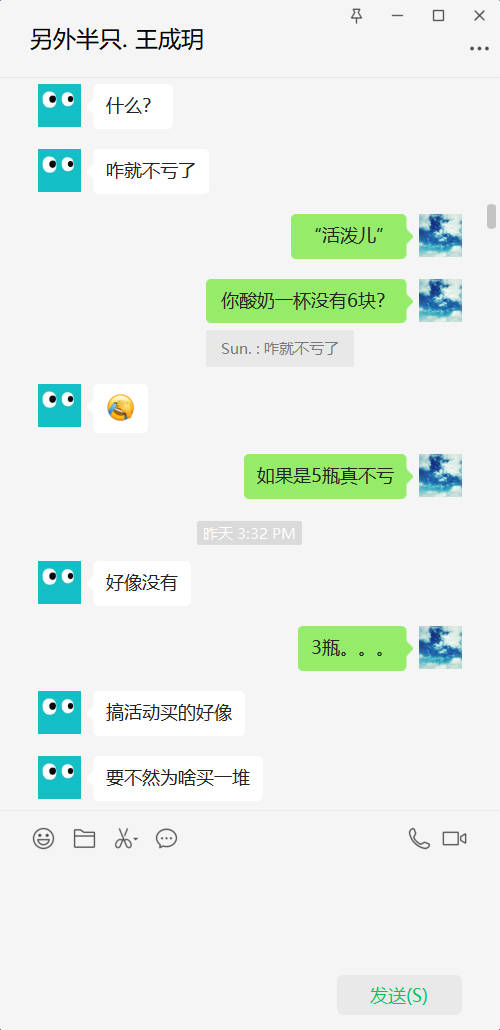 另外半只. 王成玥
什么？
咋就不亏了
“活泼儿”
你酸奶一杯没有6块？
Sun. : 咋就不亏了
如果是5瓶真不亏
昨天 3:32 PM
好像没有
3瓶。。。
搞活动买的好像
要不然为啥买一堆
发送(S)